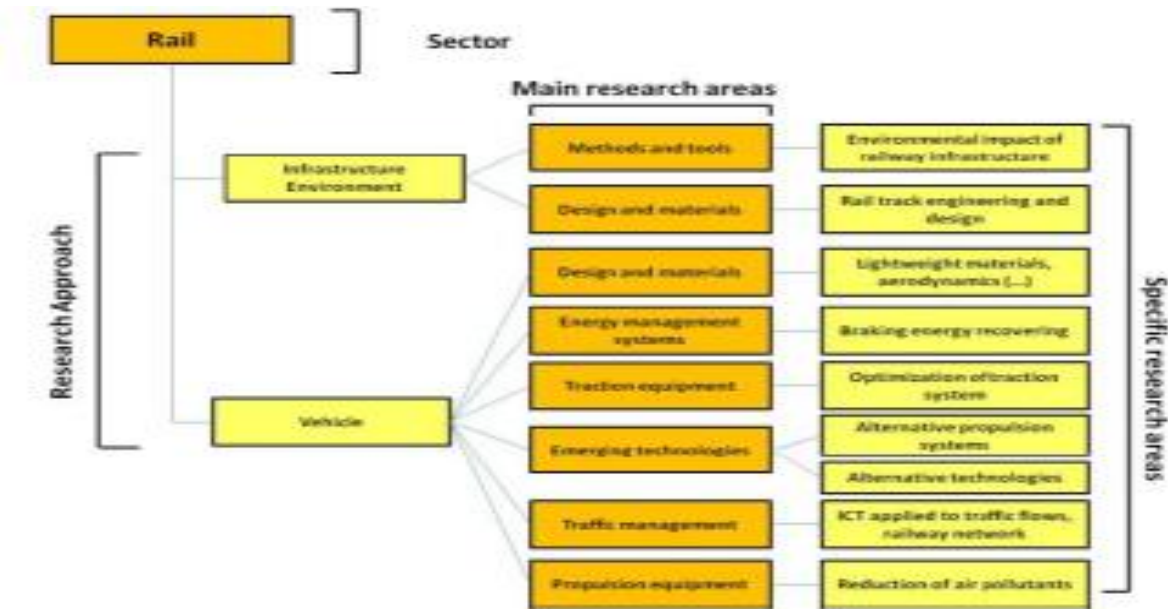 Rail
Sector
Main research areas
Research Approach
Infrastructure
Environment
Methods and tools
Environmental impact of
railway infrastructure
Design and materials
Rail track engineering and
design
Vehicle
Design and materials
Lightweight materials,
aerodynamics (...)
Energy management
systems
Braking energy recovering
Traction equipment
Optimization oftraction
system
Emerging technologies
Alternative propulsion
systems
Alternative technologies
Traffic management
ICT applied to traffic flows,
railway network
Propulsion equipment
Reduction of air pollutants
Specific research areas